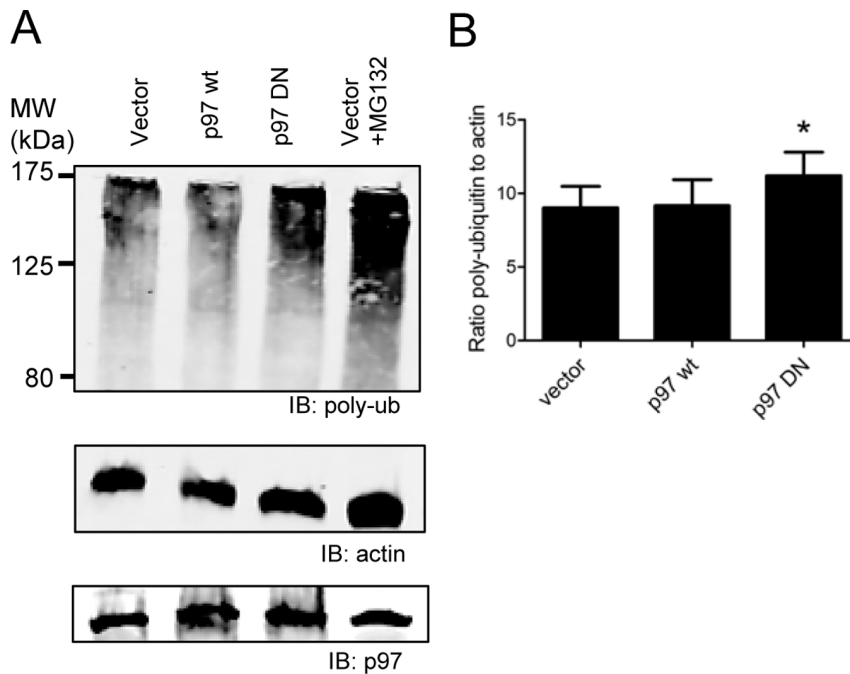 A
MW
(kDa)
Vector
p97 wt
p97 DN
Vector
+MG132
175
125
80
IB: poly-ub
IB: actin
IB: p97
B
Ratio poly-ubiquitin to actin
15
10
5
0
*
vector
p97 wt
p97 DN